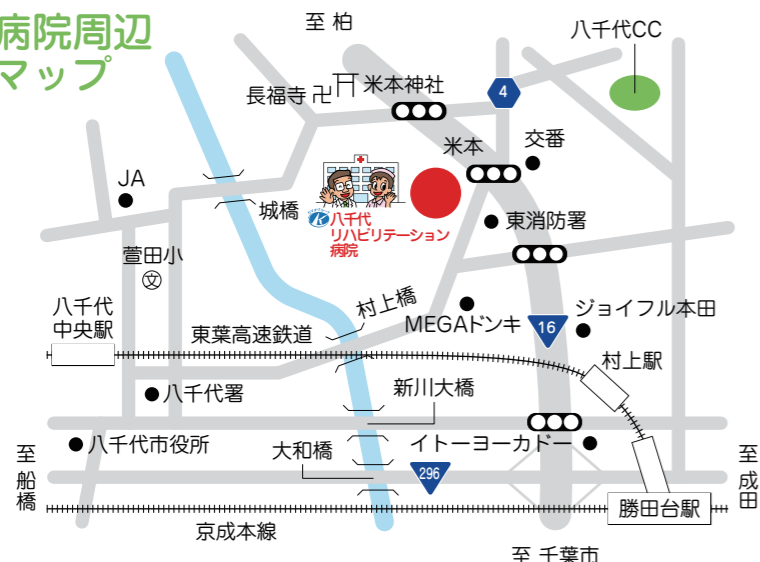 病院周辺
マップ
至 柏
八千代CC
長福寺 卍
米本神社
4
米本
交番
JA
城橋
八千代
リハビリテーション
病院
東消防署
萱田小
文
八千代
中央駅
東葉高速鉄道
村上橋
MEGAドンキ
16
ジョイフル本田
村上駅
八千代署
新川大橋
八千代市役所
大和橋
イトーヨーカドー
296
至 船橋
至 成田
勝田台駅
京成本線
至 千葉市